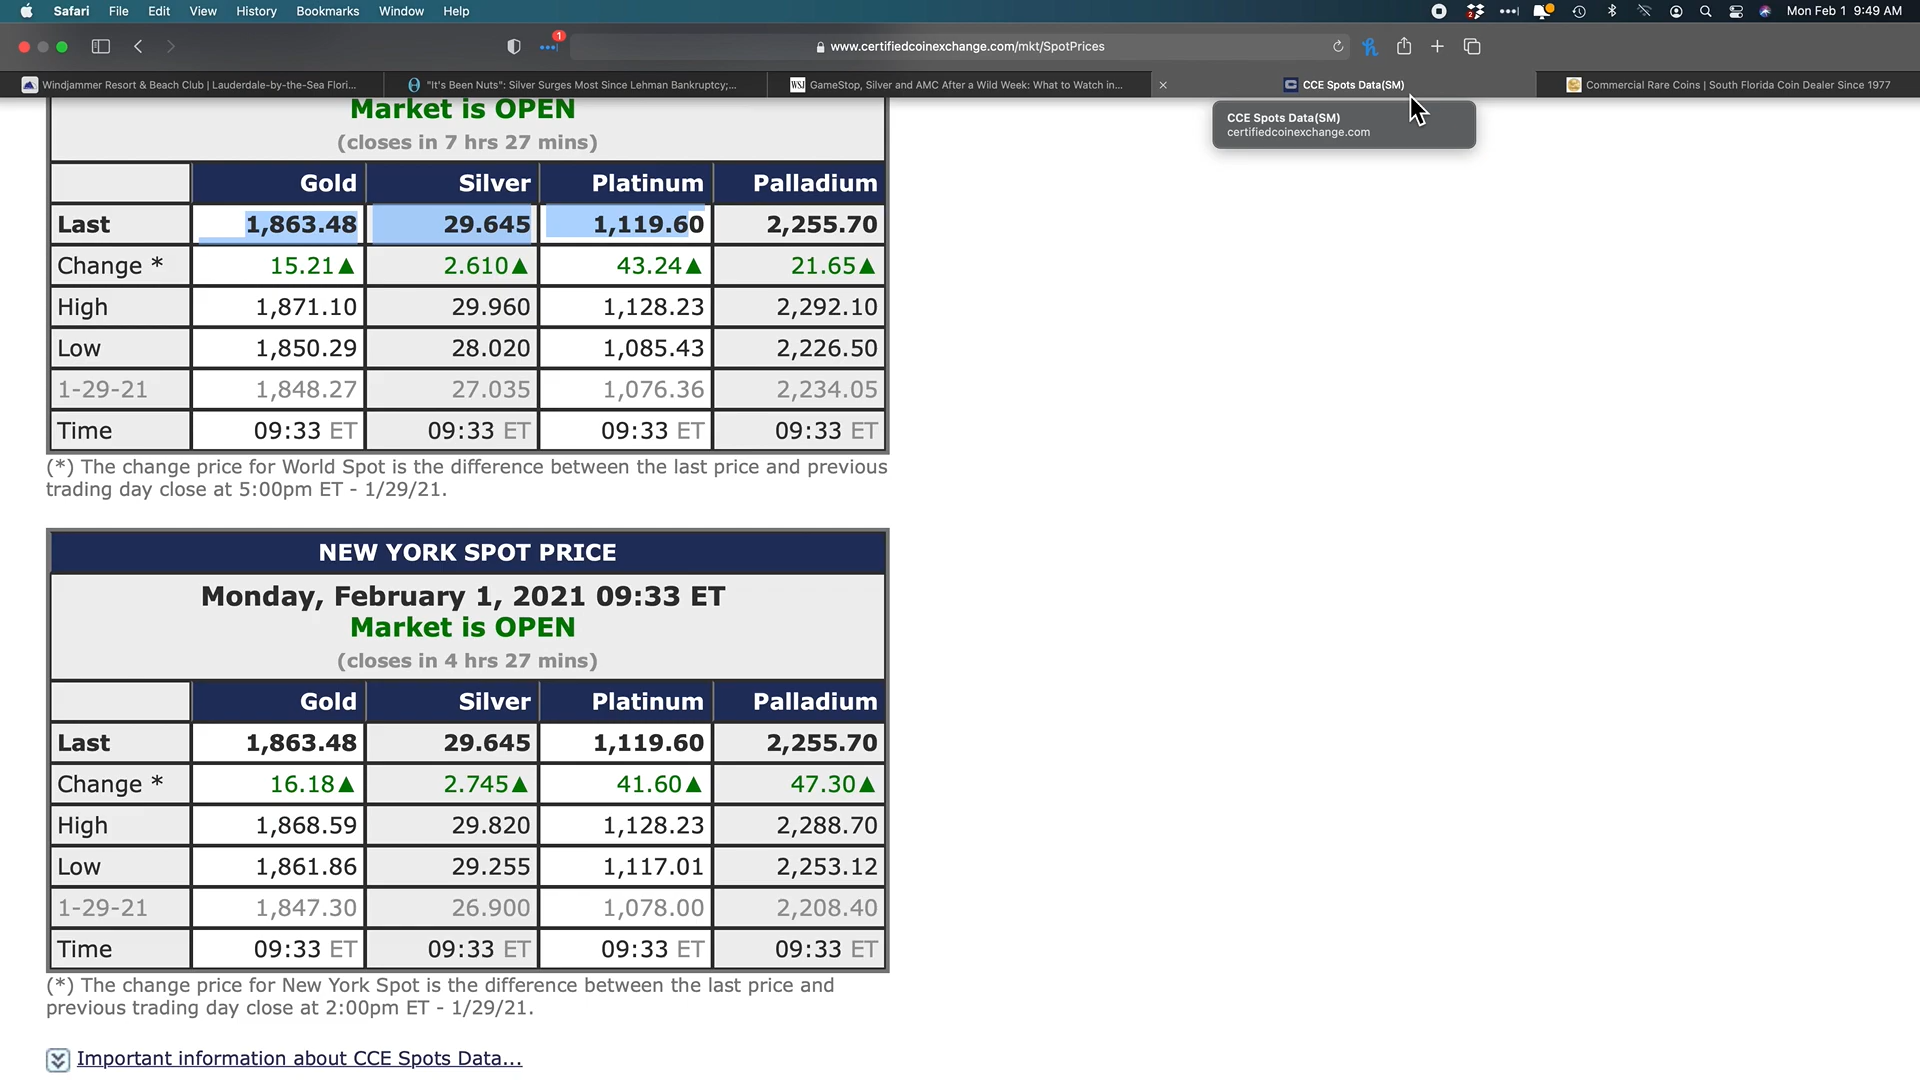 Safari File Edit View History Bookmarks Window Help Mon Feb 1 9:49 AM
1 www.certifiedcoinexchange.com/mkt/SpotPrices
Windjammer Resort & Beach Club | Lauderdale-by-the-Sea Flori... "It's Been Nuts": Silver Surges Most Since Lehman Bankruptcy;... WSJ GameStop, Silver and AMC After a Wild Week: What to Watch in... CCE Spots Data(SM) Commercial Rare Coins | South Florida Coin Dealer Since 1977
CCE Spots Data(SM)
certifiedcoinexchange.com
Market is OPEN
(closes in 7 hrs 27 mins)
Gold Silver Platinum Palladium
Last 1,863.48 29.645 1,119.60 2,255.70
Change * 15.21▲ 2.610▲ 43.24▲ 21.65▲
High 1,871.10 29.960 1,128.23 2,292.10
Low 1,850.29 28.020 1,085.43 2,226.50
1-29-21 1,848.27 27.035 1,076.36 2,234.05
Time 09:33 ET 09:33 ET 09:33 ET 09:33 ET
(*) The change price for World Spot is the difference between the last price and previous
trading day close at 5:00pm ET - 1/29/21.
NEW YORK SPOT PRICE
Monday, February 1, 2021 09:33 ET
Market is OPEN
(closes in 4 hrs 27 mins)
Gold Silver Platinum Palladium
Last 1,863.48 29.645 1,119.60 2,255.70
Change * 16.18▲ 2.745▲ 41.60▲ 47.30▲
High 1,868.59 29.820 1,128.23 2,288.70
Low 1,861.86 29.255 1,117.01 2,253.12
1-29-21 1,847.30 26.900 1,078.00 2,208.40
Time 09:33 ET 09:33 ET 09:33 ET 09:33 ET
(*) The change price for New York Spot is the difference between the last price and
previous trading day close at 2:00pm ET - 1/29/21.
Important information about CCE Spots Data...